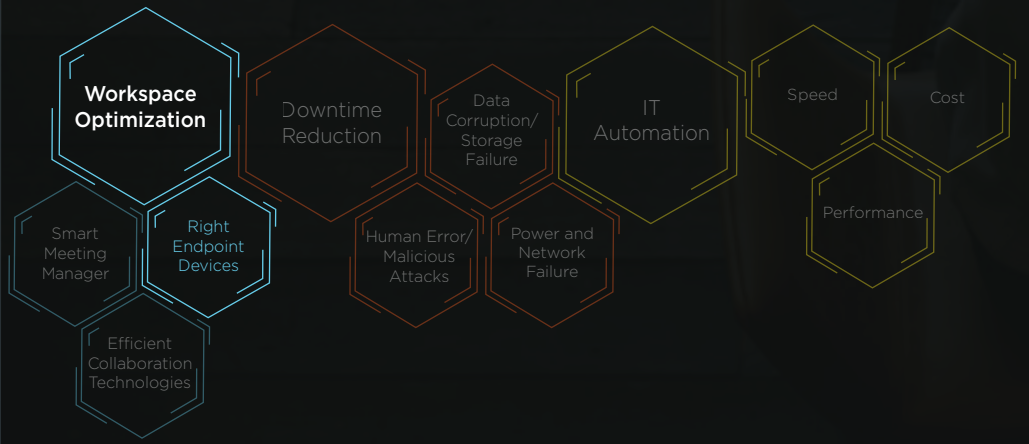 Workspace
Optimization
Downtime
Reduction
Data
Corruption/
Storage
Failure
IT
Automation
Speed
Cost
Smart
Meeting
Manager
Right
Endpoint
Devices
Human Error/
Malicious
Attacks
Power and
Network
Failure
Performance
Efficient
Collaboration
Technologies